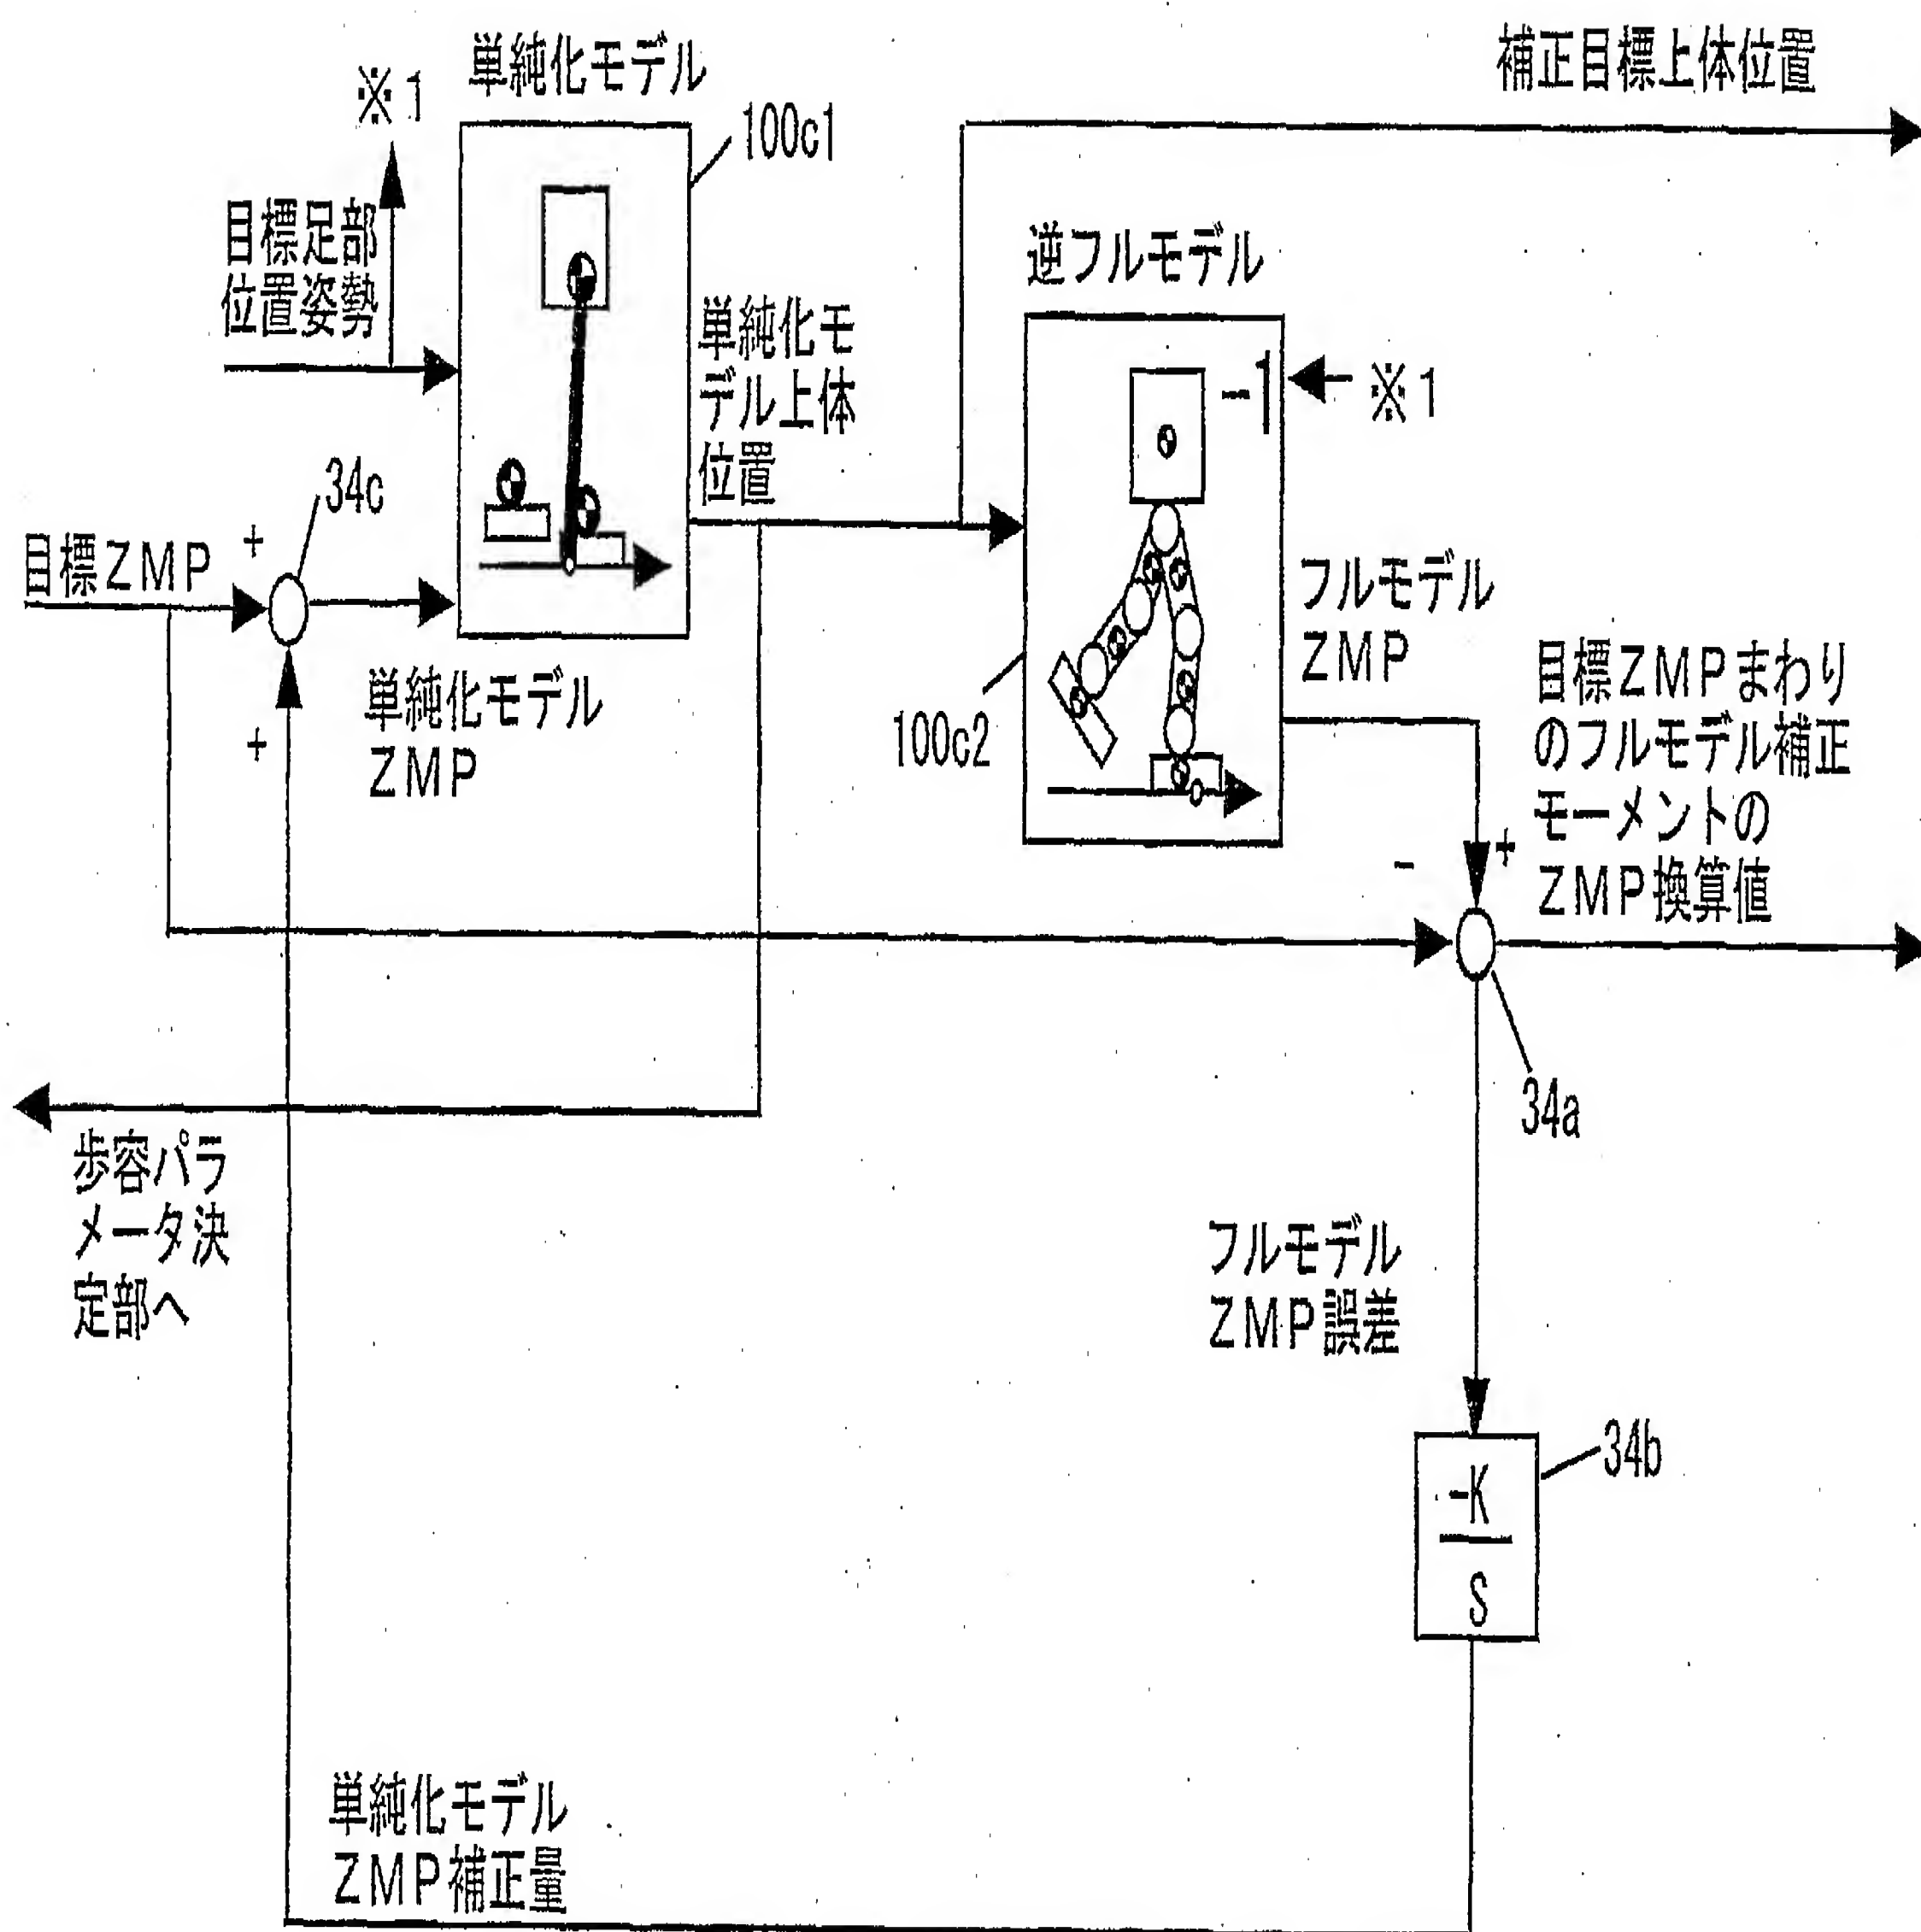 補正目標上体位置
単純化モデル
※1
100c1
目標足部
位置姿勢
逆フルモデル
単純化モ
デル上体
位置
-1
※1
34c
目標ZMP
+
+
単純化モデル
ZMP
フルモデル
ZMP
100c2
目標ZMPまわり
のフルモデル補正
モーメントの
ZMP換算値
-
+
34a
歩容パラ
メータ決
定部へ
フルモデル
ZMP誤差
34b
-K
S
単純化モデル
ZMP補正量